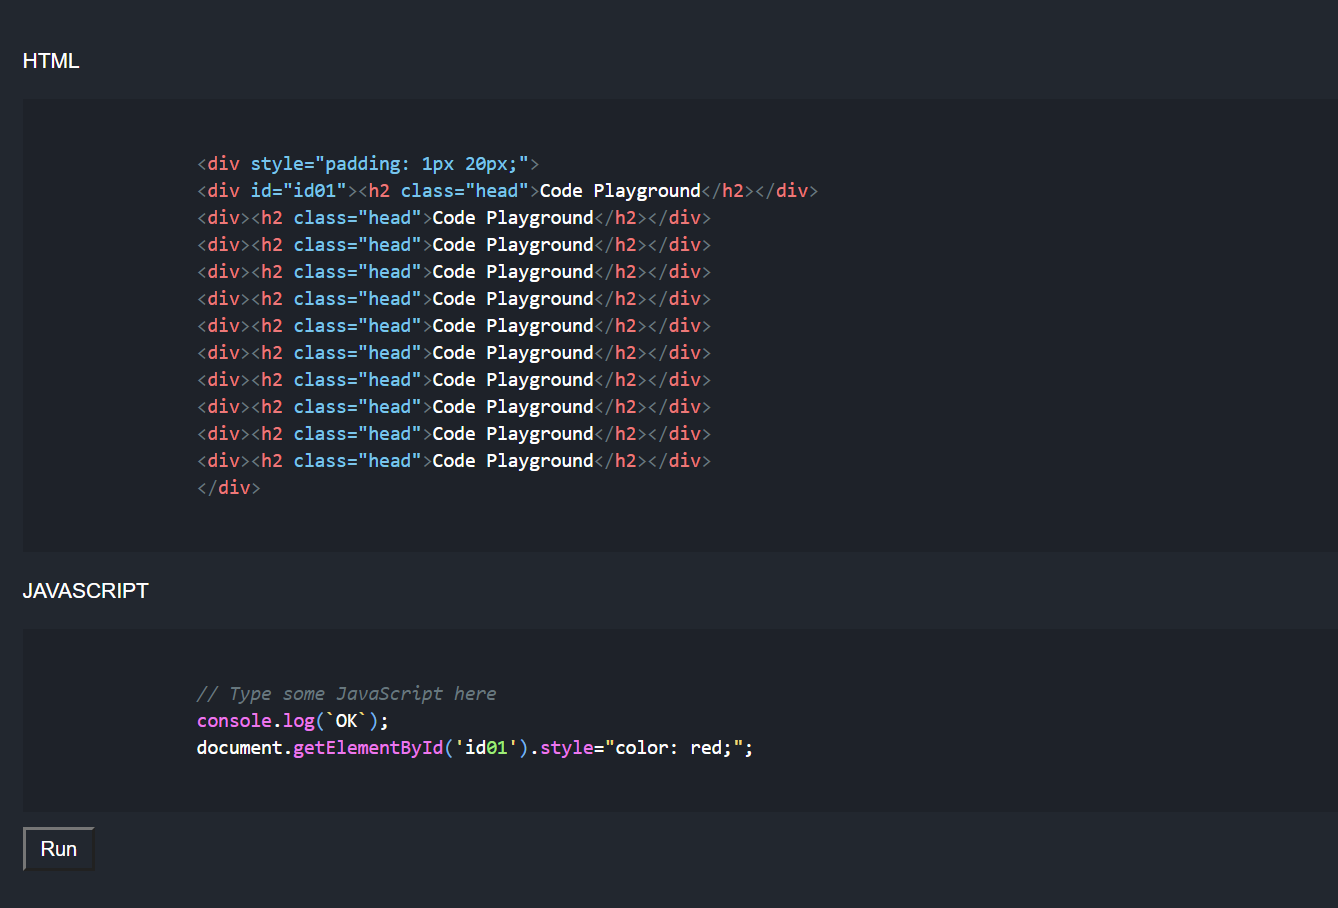 HTML
<div style="padding: 1px 20px;">
<div id="id01"><h2 class="head">Code Playground</h2></div>
<div><h2 class="head">Code Playground</h2></div>
<div><h2 class="head">Code Playground</h2></div>
<div><h2 class="head">Code Playground</h2></div>
<div><h2 class="head">Code Playground</h2></div>
<div><h2 class="head">Code Playground</h2></div>
<div><h2 class="head">Code Playground</h2></div>
<div><h2 class="head">Code Playground</h2></div>
<div><h2 class="head">Code Playground</h2></div>
<div><h2 class="head">Code Playground</h2></div>
<div><h2 class="head">Code Playground</h2></div>
</div>
JAVASCRIPT
// Type some JavaScript here
console.log(`OK`);
document.getElementById('id01').style="color: red;";
Run